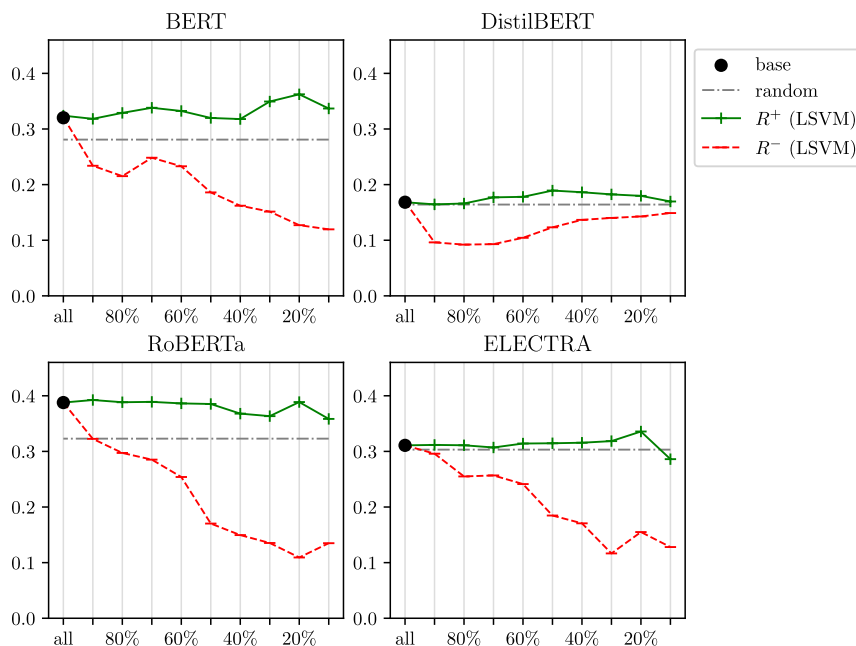 BERT
DistilBERT
0.4
0.3
0.2
0.1
0.0
all 80% 60% 40% 20%
0.4
0.3
0.2
0.1
0.0
all 80% 60% 40% 20%
base
random
R⁺ (LSVM)
R⁻ (LSVM)
RoBERTa
ELECTRA
0.4
0.3
0.2
0.1
0.0
all 80% 60% 40% 20%
0.4
0.3
0.2
0.1
0.0
all 80% 60% 40% 20%